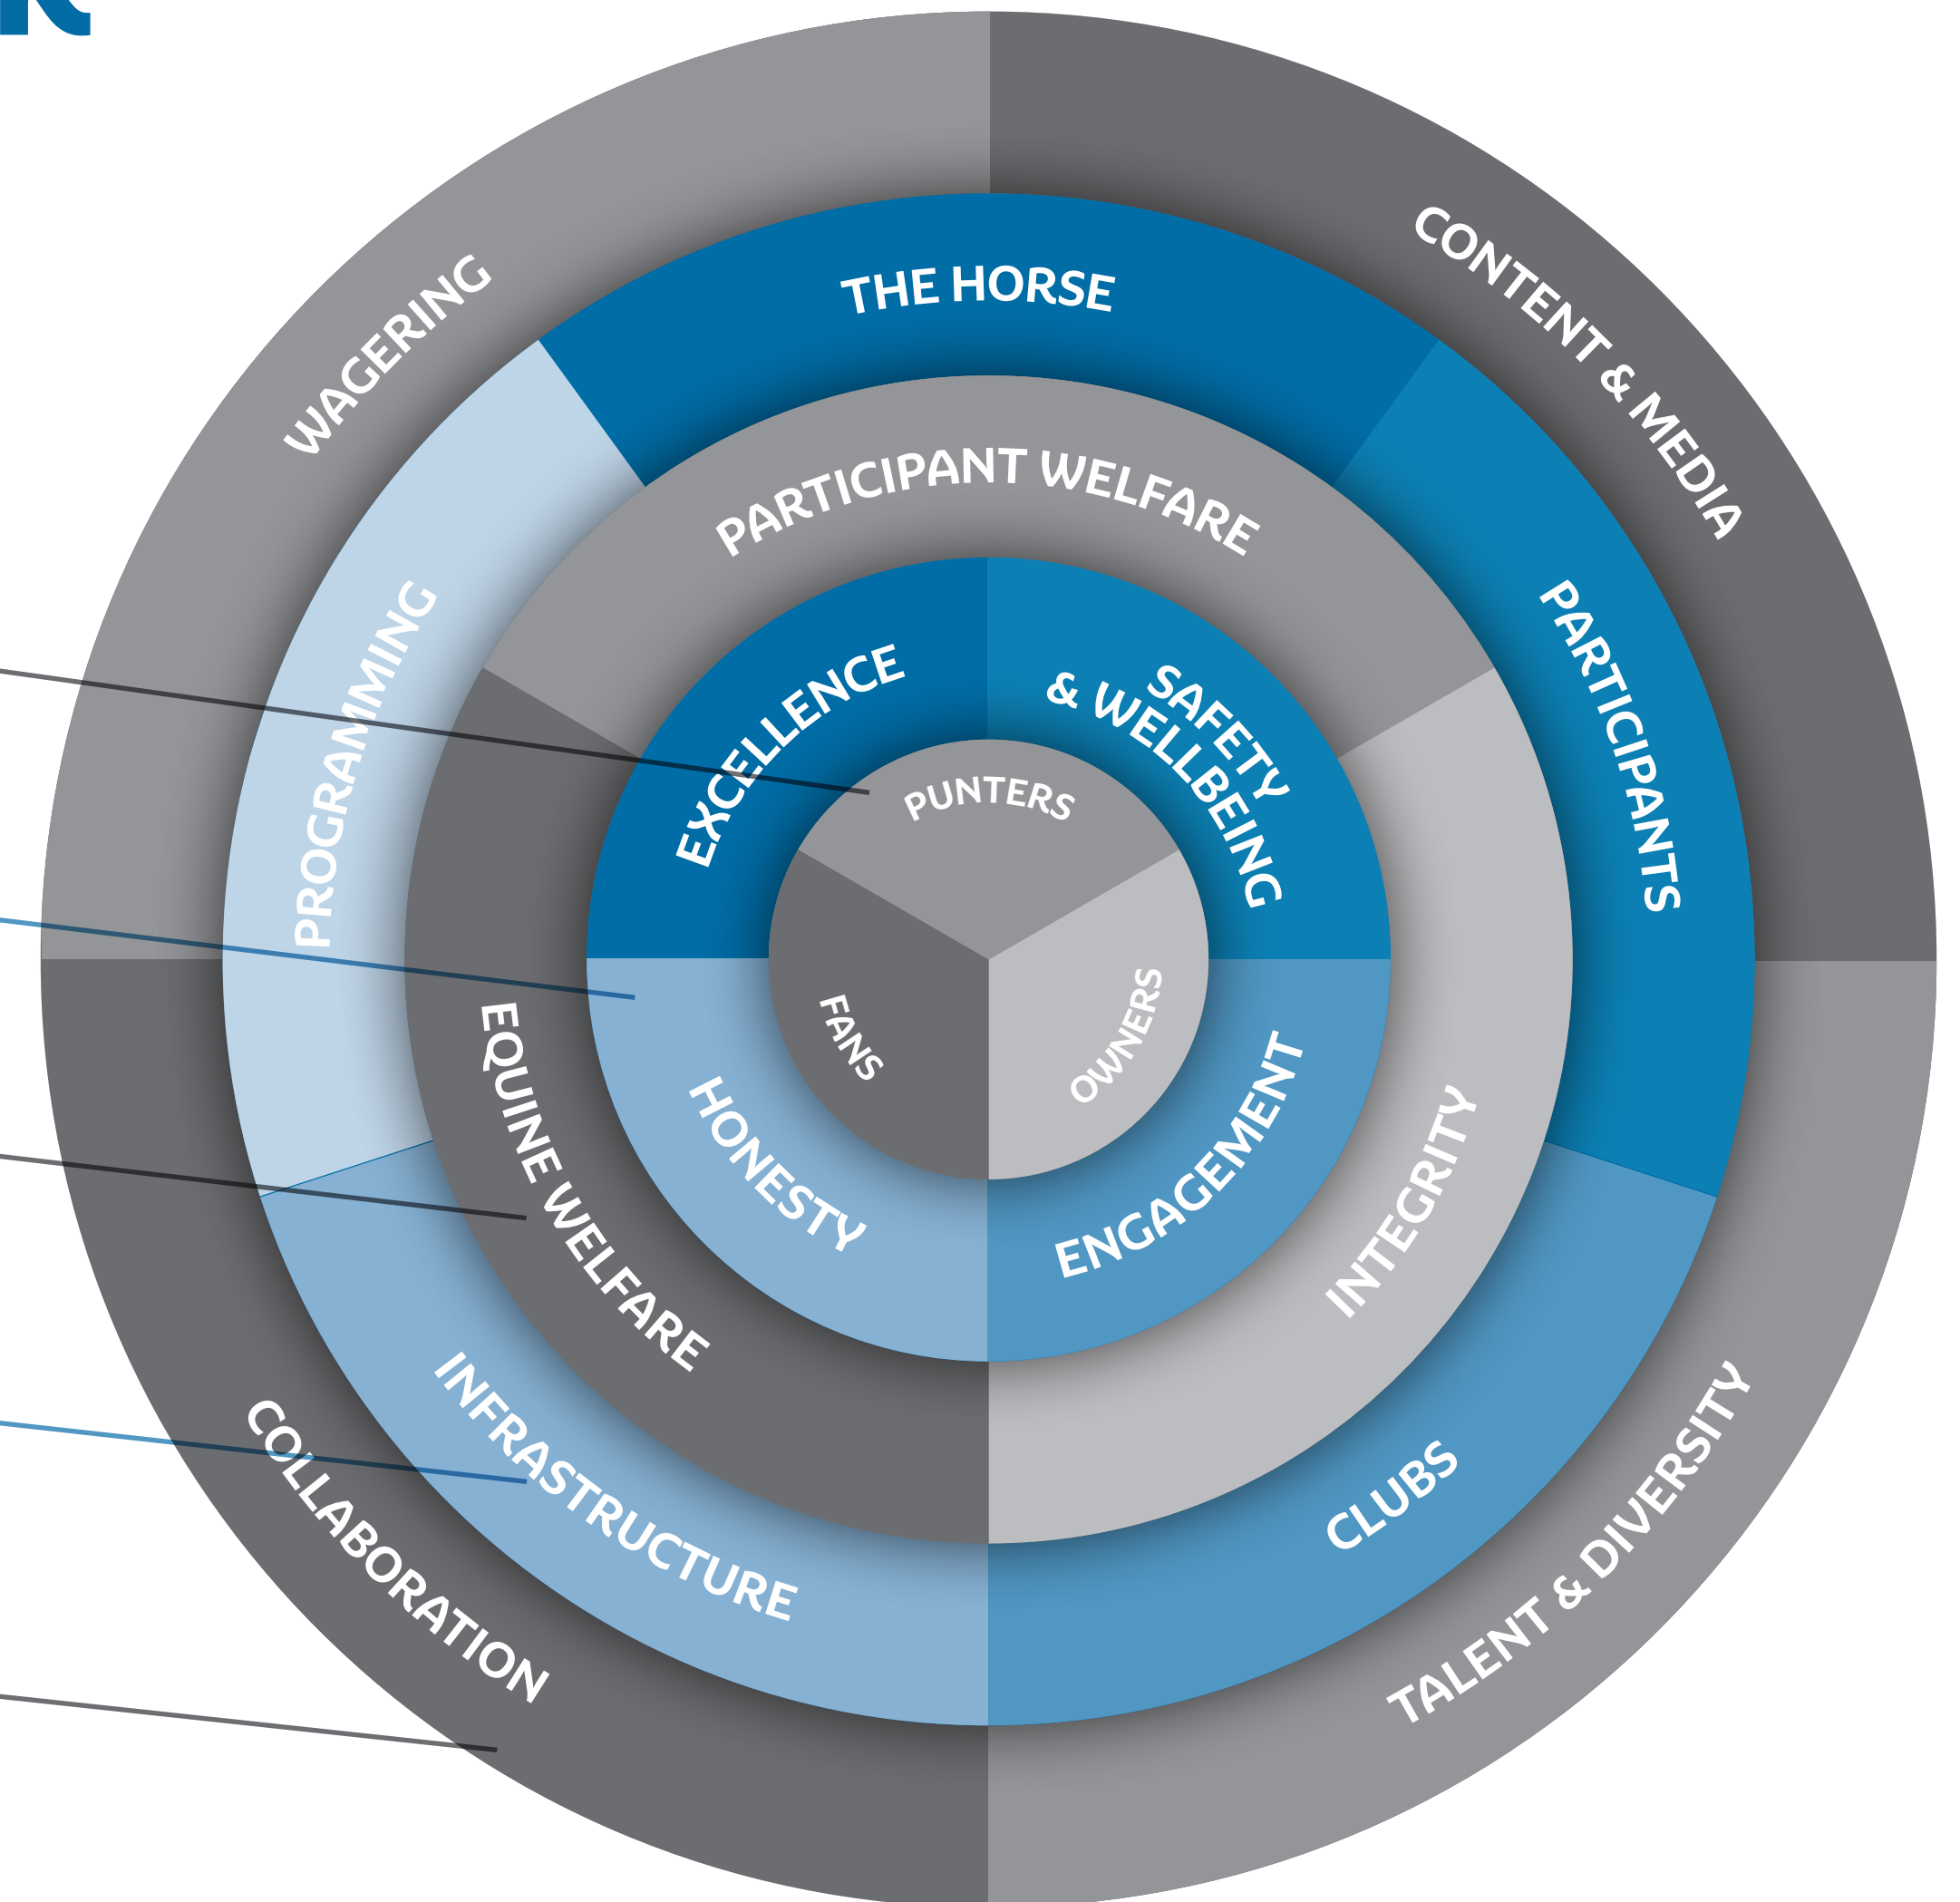 WAGERING
CONTENT & MEDIA
THE HORSE
PARTICIPANT WELFARE
PROGRAMMING
PARTICIPANTS
EXCELLENCE
SAFETY
& WELLBEING
PUNTERS
FANS
OWNERS
EQUINE WELFARE
HONESTY
ENGAGEMENT
INTEGRITY
INFRASTRUCTURE
CLUBS
COLLABORATION
TALENT & DIVERSITY